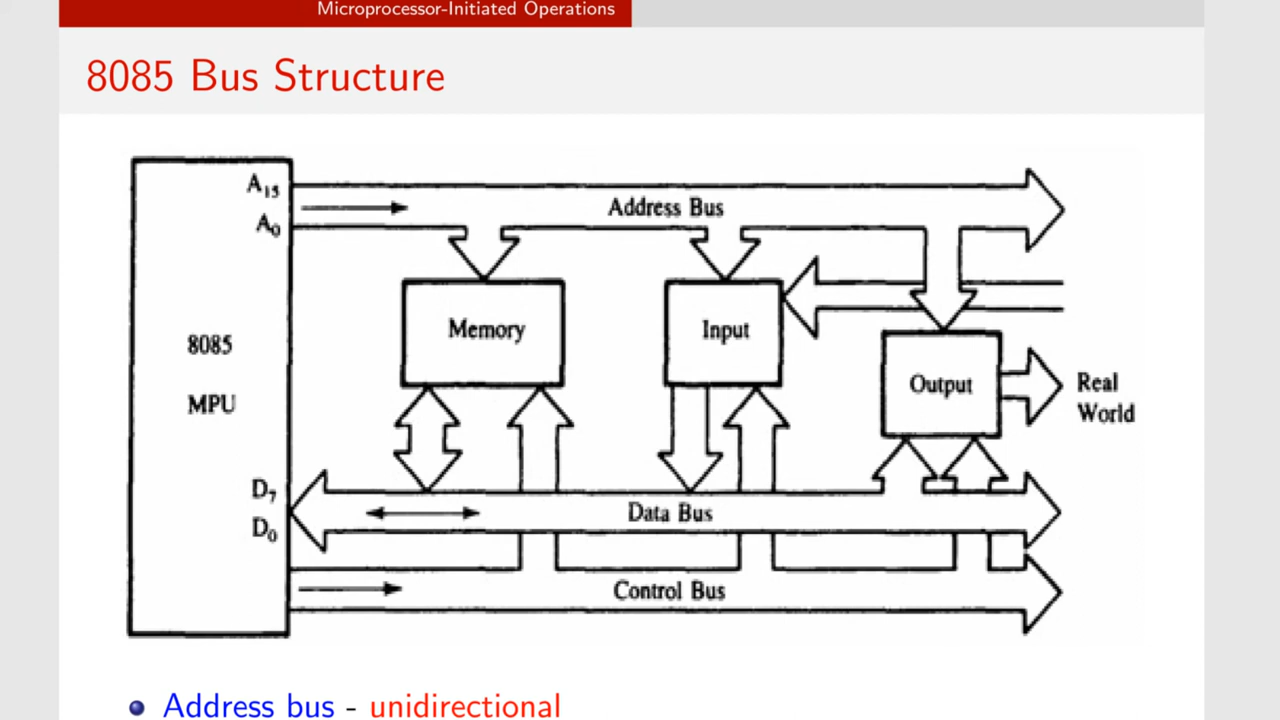 Microprocessor-Initiated Operations
8085 Bus Structure
A₁₅
Address Bus
A₀
Memory
Input
8085
MPU
Output
Real
World
D₇
Data Bus
D₀
Control Bus
Address bus - unidirectional